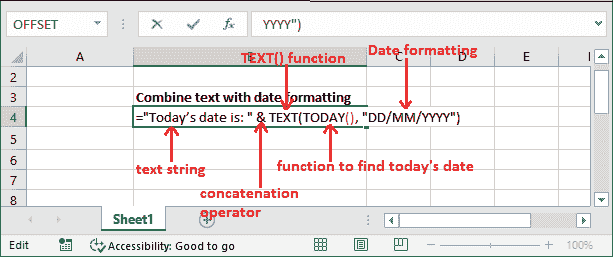 OFFSET
YYYY")
TEXT() function
Date formatting
A B C D E
2
3 Combine text with date formatting
4 ="Today's date is: " & TEXT(TODAY(), "DD/MM/YYYY")
5
text string
function to find today's date
6
7
concatenation operator
8
Sheet1
Edit
Accessibility: Good to go
100%